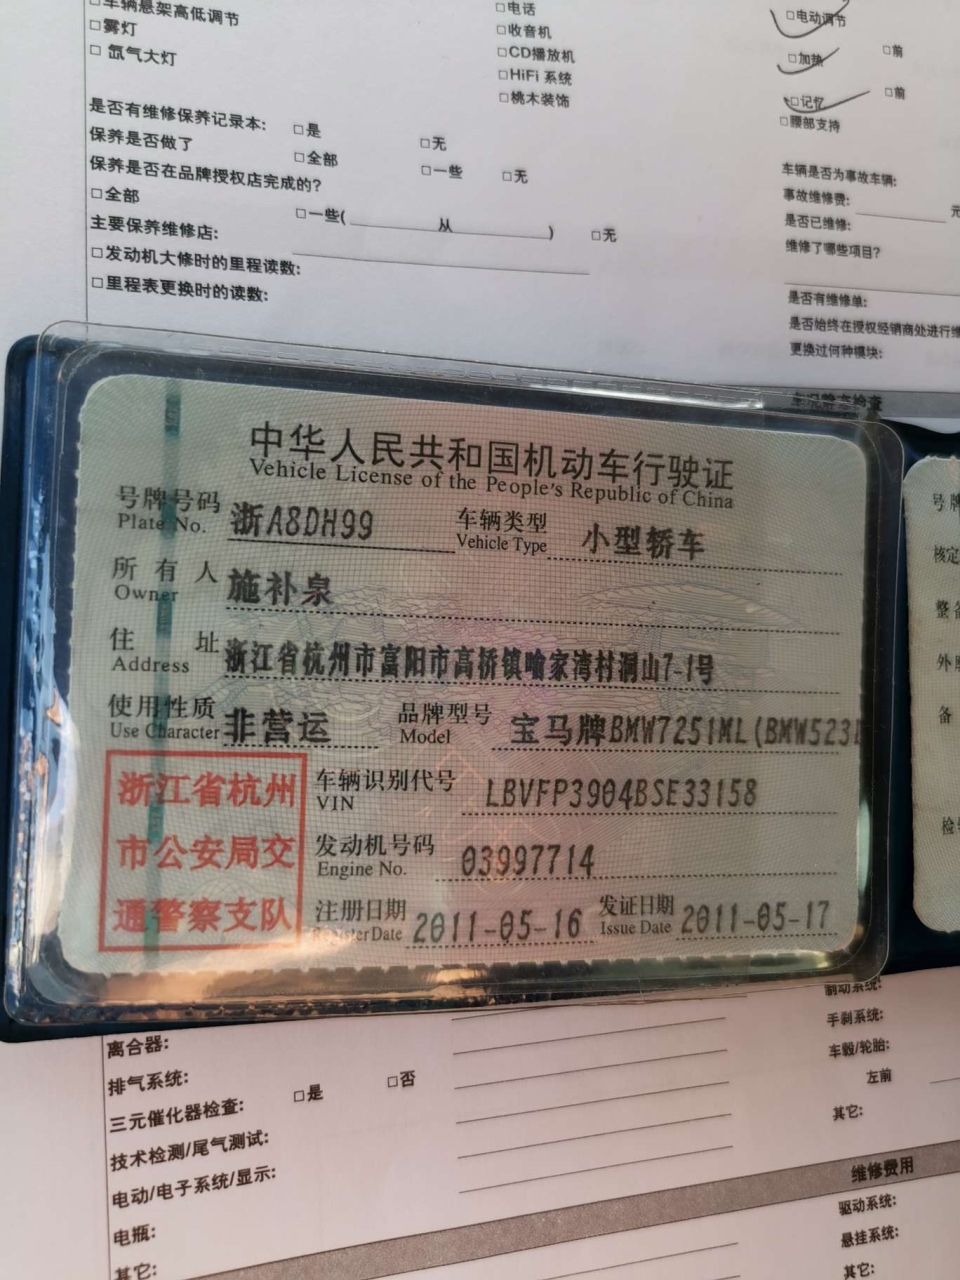 □车辆悬架高低调节
□雾灯
□ 氙气大灯
□电话
□收音机
□CD播放机
□HiFi 系统
□桃木装饰
□电动调节
□加热 □前
□记忆 □前
□腰部支持
是否有维修保养记录本: □是 □无
保养是否做了 □全部 □一些 □无
保养是否在品牌授权店完成的?
□全部 □一些( 从 ) □无
主要保养维修店:
□发动机大修时的里程读数:
□里程表更换时的读数:
车辆是否为事故车辆:
事故维修费: 元
是否已维修:
维修了哪些项目?
是否有维修单:
是否始终在授权经销商处进行维
更换过何种模块:
车况静态检查
中华人民共和国机动车行驶证
Vehicle License of the People's Republic of China
号牌号码 浙A8DH99 车辆类型 小型轿车
Plate No. Vehicle Type
所有人 施补泉
Owner
住址 浙江省杭州市富阳市高桥镇喻家湾村洞山7-1号
Address
使用性质 非营运 品牌型号 宝马牌BMW7251ML(BMW523L
Use Character Model
浙江省杭州
市公安局交
通警察支队
车辆识别代号 LBVFP3904BSE33158
VIN
发动机号码 03997714
Engine No.
注册日期 2011-05-16 发证日期 2011-05-17
Register Date Issue Date
号牌
核定
整备
外廓
备
检验
离合器:
排气系统:
三元催化器检查: □是 □否
技术检测/尾气测试:
电动/电子系统/显示:
电瓶:
其它:
制动系统:
手刹系统:
车毂/轮胎:
左前
其它:
维修费用
驱动系统:
悬挂系统:
其它: